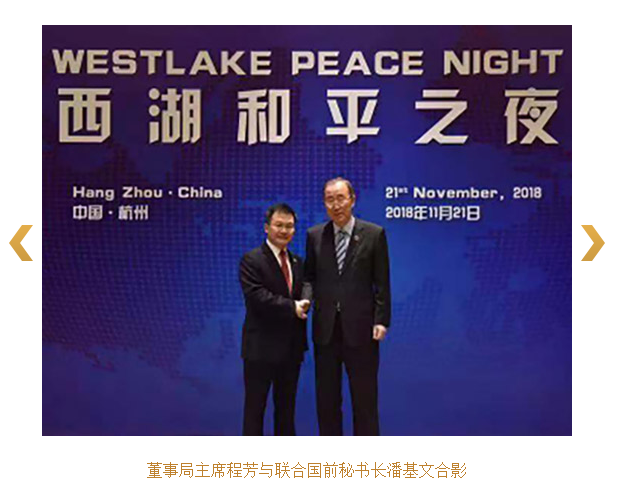 WESTLAKE PEACE NIGHT
西湖和平之夜
Hang Zhou · China
中国 · 杭州
21st November, 2018
2018年11月21日
董事局主席程芳与联合国前秘书长潘基文合影